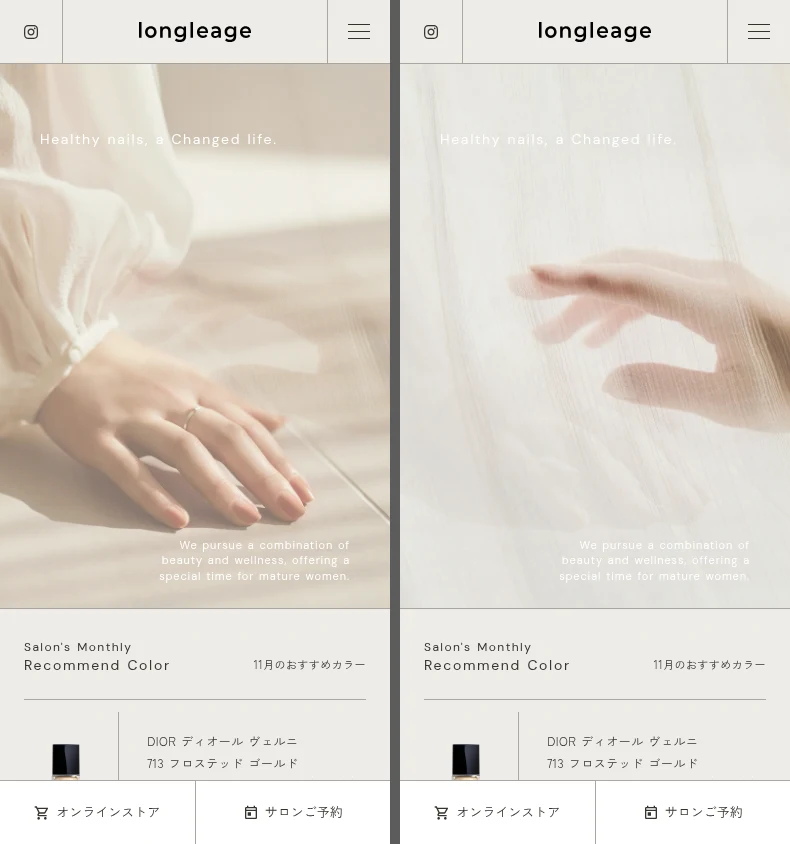 longleage
Healthy nails, a Changed life.
We pursue a combination of
beauty and wellness, offering a
special time for mature women.
Salon's Monthly
Recommend Color
11月のおすすめカラー
DIOR ディオール ヴェルニ
713 フロステッド ゴールド
オンラインストア
サロンご予約
longleage
Healthy nails, a Changed life.
We pursue a combination of
beauty and wellness, offering a
special time for mature women.
Salon's Monthly
Recommend Color
11月のおすすめカラー
DIOR ディオール ヴェルニ
713 フロステッド ゴールド
オンラインストア
サロンご予約